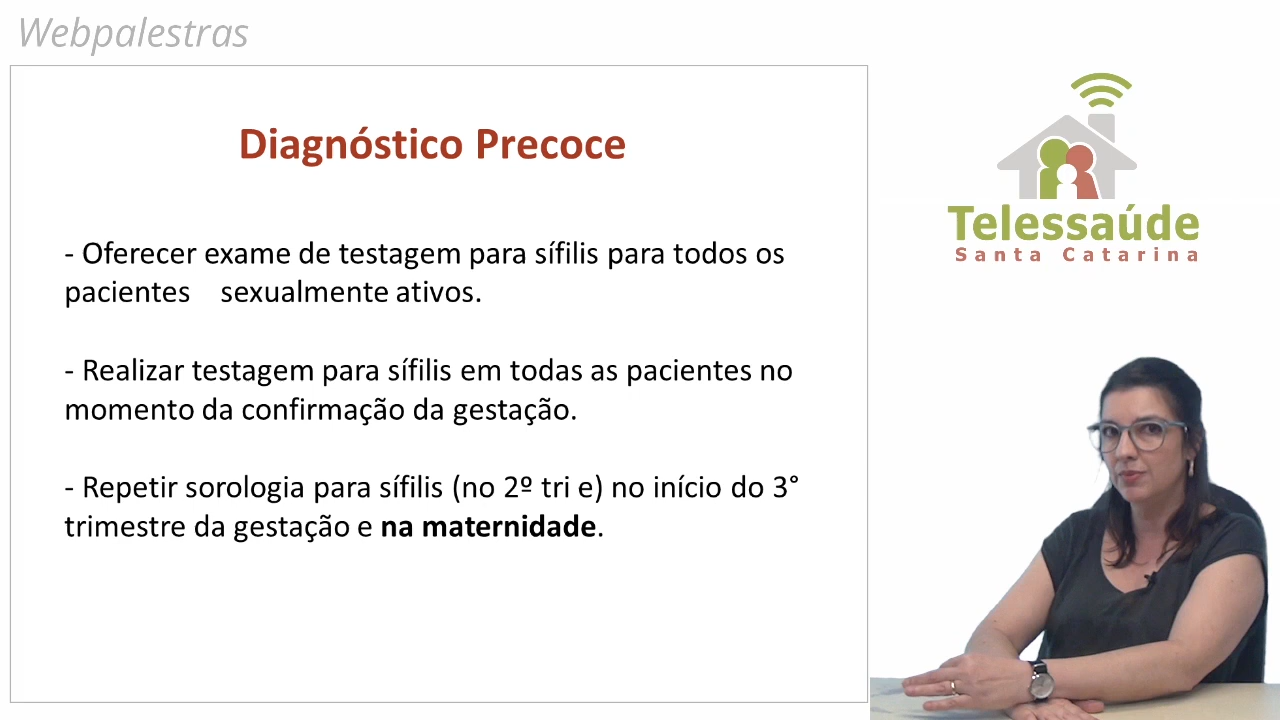 Webpalestras
Diagnóstico Precoce
- Oferecer exame de testagem para sífilis para todos os
pacientes sexualmente ativos.
- Realizar testagem para sífilis em todas as pacientes no
momento da confirmação da gestação.
- Repetir sorologia para sífilis (no 2º tri e) no início do 3°
trimestre da gestação e na maternidade.
Telessaúde
Santa Catarina